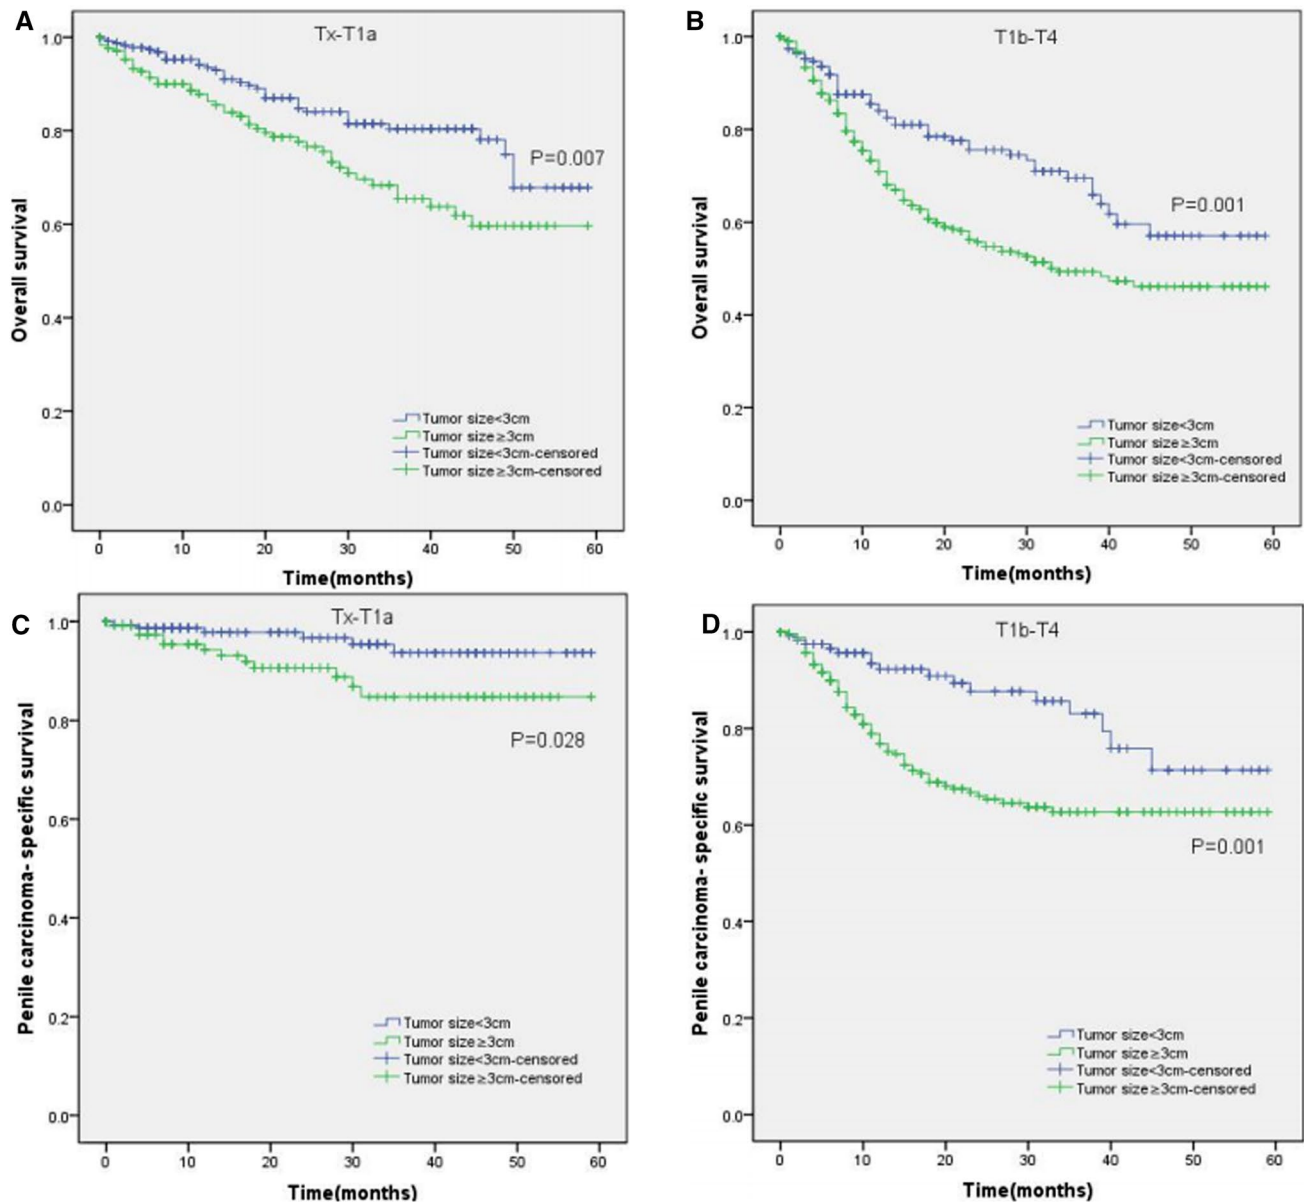 A
Tx-T1a
1.0
0.8
0.6
0.4
0.2
0.0
Overall survival
P=0.007
Tumor size<3cm
Tumor size≥3cm
Tumor size<3cm-censored
Tumor size≥3cm-censored
0 10 20 30 40 50 60
Time(months)
B
T1b-T4
1.0
0.8
0.6
0.4
0.2
0.0
Overall survival
P=0.001
Tumor size<3cm
Tumor size≥3cm
Tumor size<3cm-censored
Tumor size≥3cm-censored
0 10 20 30 40 50 60
Time(months)
C
Tx-T1a
1.0
0.8
0.6
0.4
0.2
0.0
Penile carcinoma- specific survival
P=0.028
Tumor size<3cm
Tumor size≥3cm
Tumor size<3cm-censored
Tumor size≥3cm-censored
0 10 20 30 40 50 60
Time(months)
D
T1b-T4
1.0
0.8
0.6
0.4
0.2
0.0
Penile carcinoma- specific survival
P=0.001
Tumor size<3cm
Tumor size≥3cm
Tumor size<3cm-censored
Tumor size≥3cm-censored
0 10 20 30 40 50 60
Time(months)